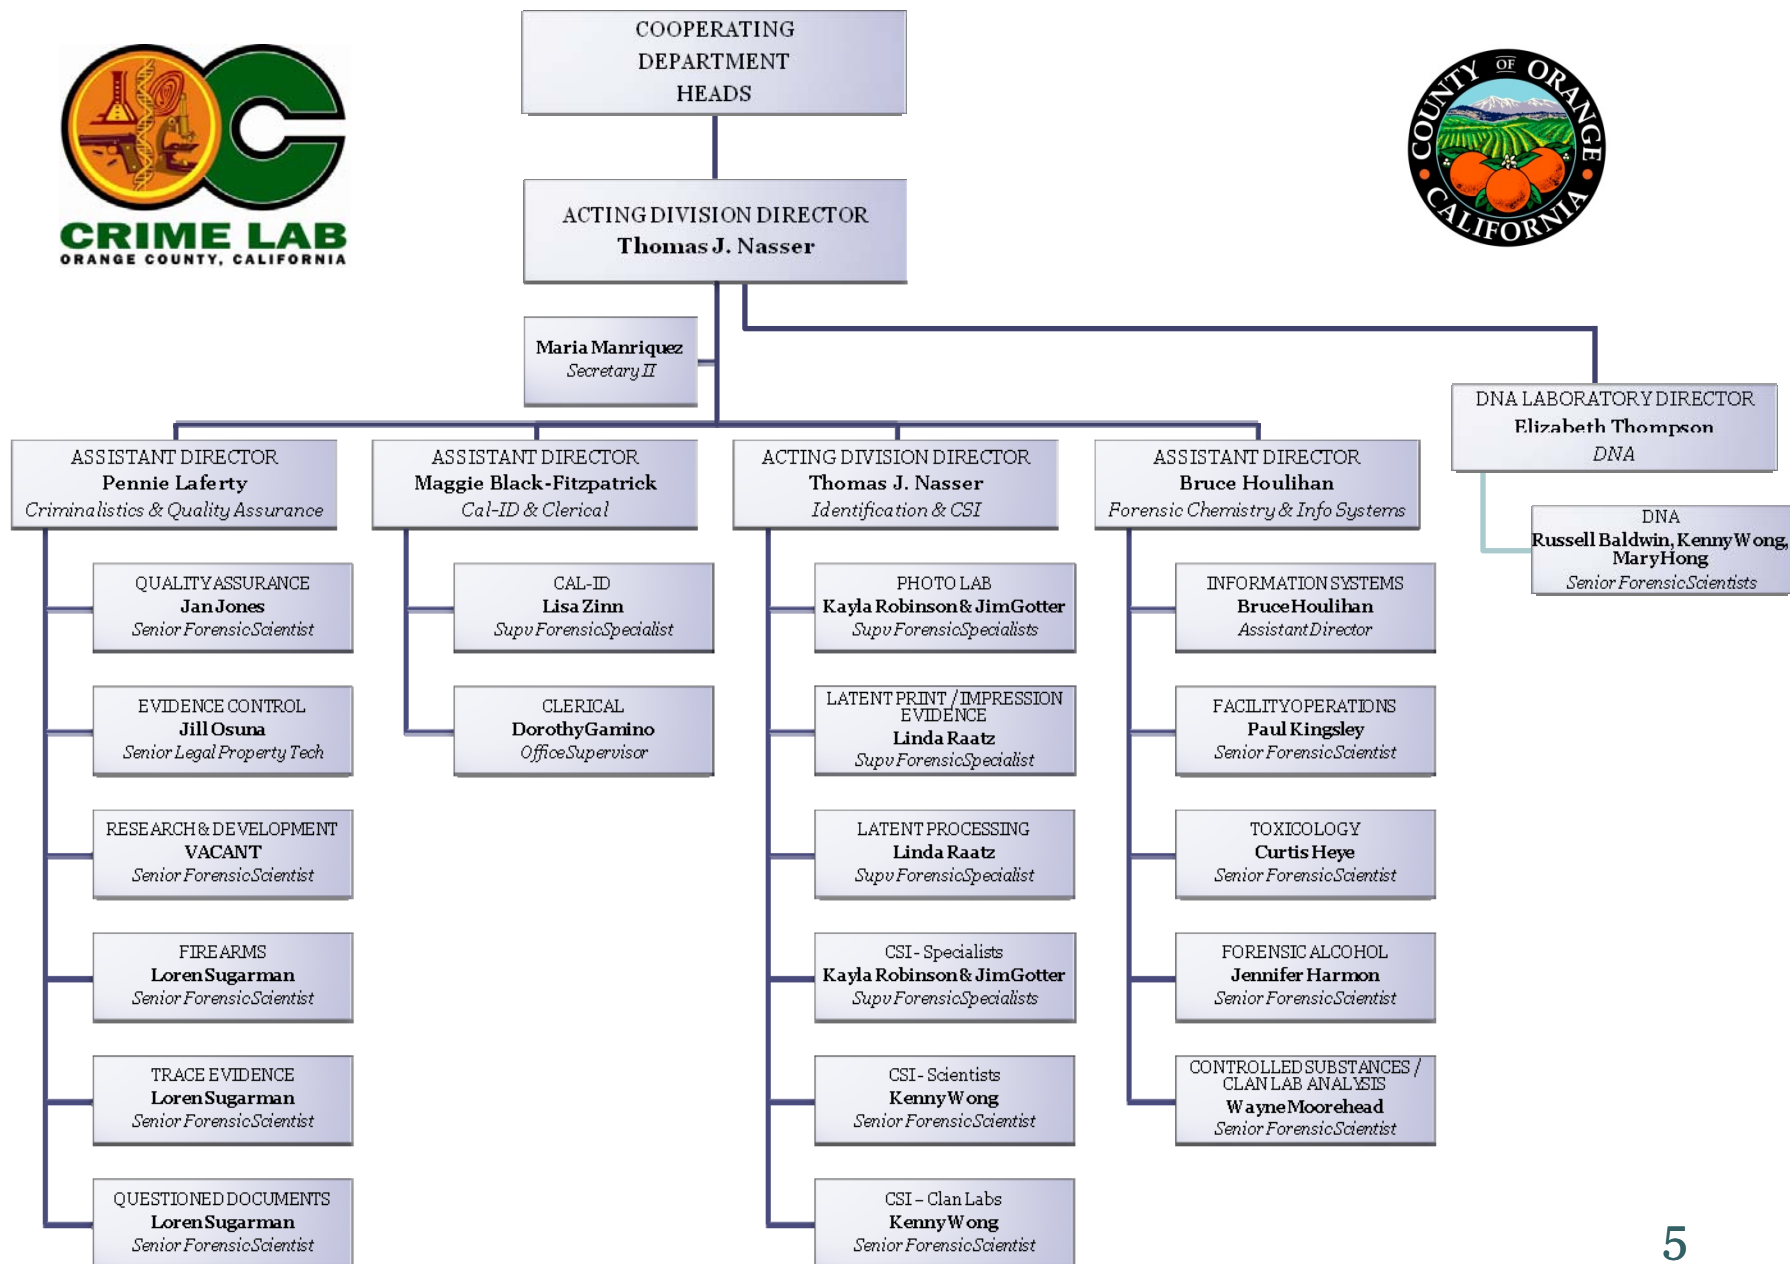 CRIME LAB
ORANGE COUNTY, CALIFORNIA
COOPERATING
DEPARTMENT
HEADS
COUNTY OF ORANGE
CALIFORNIA
ACTING DIVISION DIRECTOR
Thomas J. Nasser
Maria Manriquez
Secretary II
DNA LABORATORY DIRECTOR
Elizabeth Thompson
DNA
DNA
Russell Baldwin, Kenny Wong,
Mary Hong
Senior Forensic Scientists
ASSISTANT DIRECTOR
Pennie Laferty
Criminalistics & Quality Assurance
QUALITY ASSURANCE
Jan Jones
Senior Forensic Scientist
EVIDENCE CONTROL
Jill Osuna
Senior Legal Property Tech
RESEARCH & DEVELOPMENT
VACANT
Senior Forensic Scientist
FIREARMS
Loren Sugarman
Senior Forensic Scientist
TRACE EVIDENCE
Loren Sugarman
Senior Forensic Scientist
QUESTIONED DOCUMENTS
Loren Sugarman
Senior Forensic Scientist
ASSISTANT DIRECTOR
Maggie Black-Fitzpatrick
Cal-ID & Clerical
CAL-ID
Lisa Zinn
Supv Forensic Specialist
CLERICAL
Dorothy Gamino
Office Supervisor
ACTING DIVISION DIRECTOR
Thomas J. Nasser
Identification & CSI
PHOTO LAB
Kayla Robinson & Jim Gotter
Supv Forensic Specialists
LATENT PRINT / IMPRESSION
EVIDENCE
Linda Raatz
Supv Forensic Specialist
LATENT PROCESSING
Linda Raatz
Supv Forensic Specialist
CSI - Specialists
Kayla Robinson & Jim Gotter
Supv Forensic Specialists
CSI - Scientists
Kenny Wong
Senior Forensic Scientist
CSI – Clan Labs
Kenny Wong
Senior Forensic Scientist
ASSISTANT DIRECTOR
Bruce Houlihan
Forensic Chemistry & Info Systems
INFORMATION SYSTEMS
Bruce Houlihan
Assistant Director
FACILITY OPERATIONS
Paul Kingsley
Senior Forensic Scientist
TOXICOLOGY
Curtis Heye
Senior Forensic Scientist
FORENSIC ALCOHOL
Jennifer Harmon
Senior Forensic Scientist
CONTROLLED SUBSTANCES /
CLAN LAB ANALYSIS
Wayne Moorehead
Senior Forensic Scientist
5